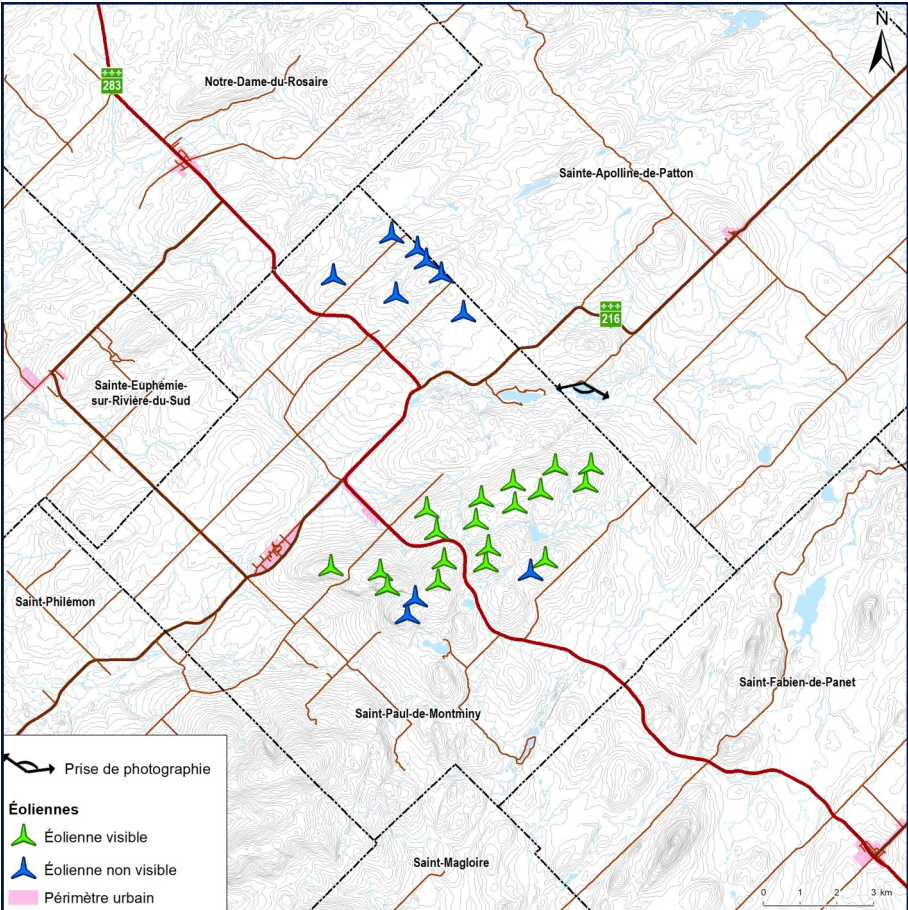 N
283
Notre-Dame-du-Rosaire
Sainte-Apolline-de-Patton
216
Sainte-Euphémie-
sur-Rivière-du-Sud
Saint-Philémon
Saint-Fabien-de-Panet
Saint-Paul-de-Montminy
Saint-Magloire
Prise de photographie
Éoliennes
Éolienne visible
Éolienne non visible
Périmètre urbain
0 1 2 3 km